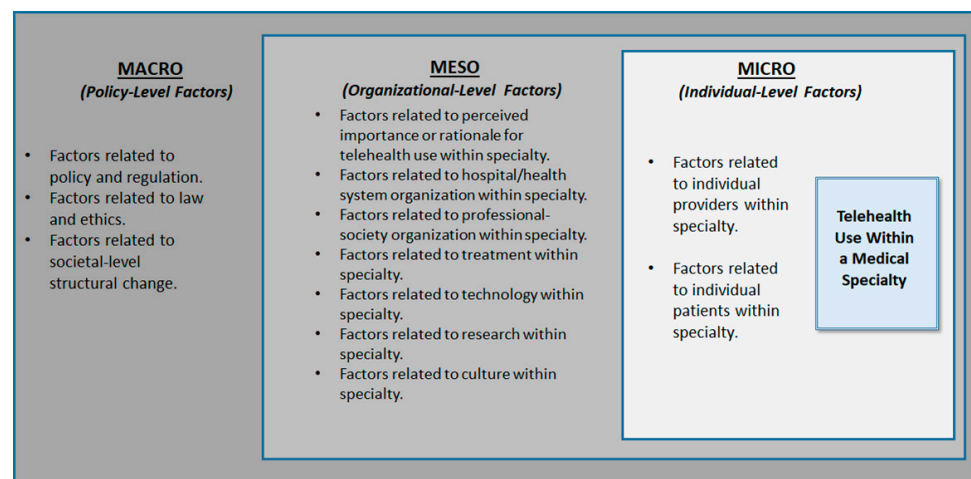 MACRO
(Policy-Level Factors)
• Factors related to
policy and regulation.
• Factors related to law
and ethics.
• Factors related to
societal-level
structural change.
MESO
(Organizational-Level Factors)
• Factors related to perceived
importance or rationale for
telehealth use within specialty.
• Factors related to hospital/health
system organization within specialty.
• Factors related to professional-
society organization within specialty.
• Factors related to treatment within
specialty.
• Factors related to technology within
specialty.
• Factors related to research within
specialty.
• Factors related to culture within
specialty.
MICRO
(Individual-Level Factors)
• Factors related
to individual
providers within
specialty.
• Factors related
to individual
patients within
specialty.
Telehealth
Use Within
a Medical
Specialty